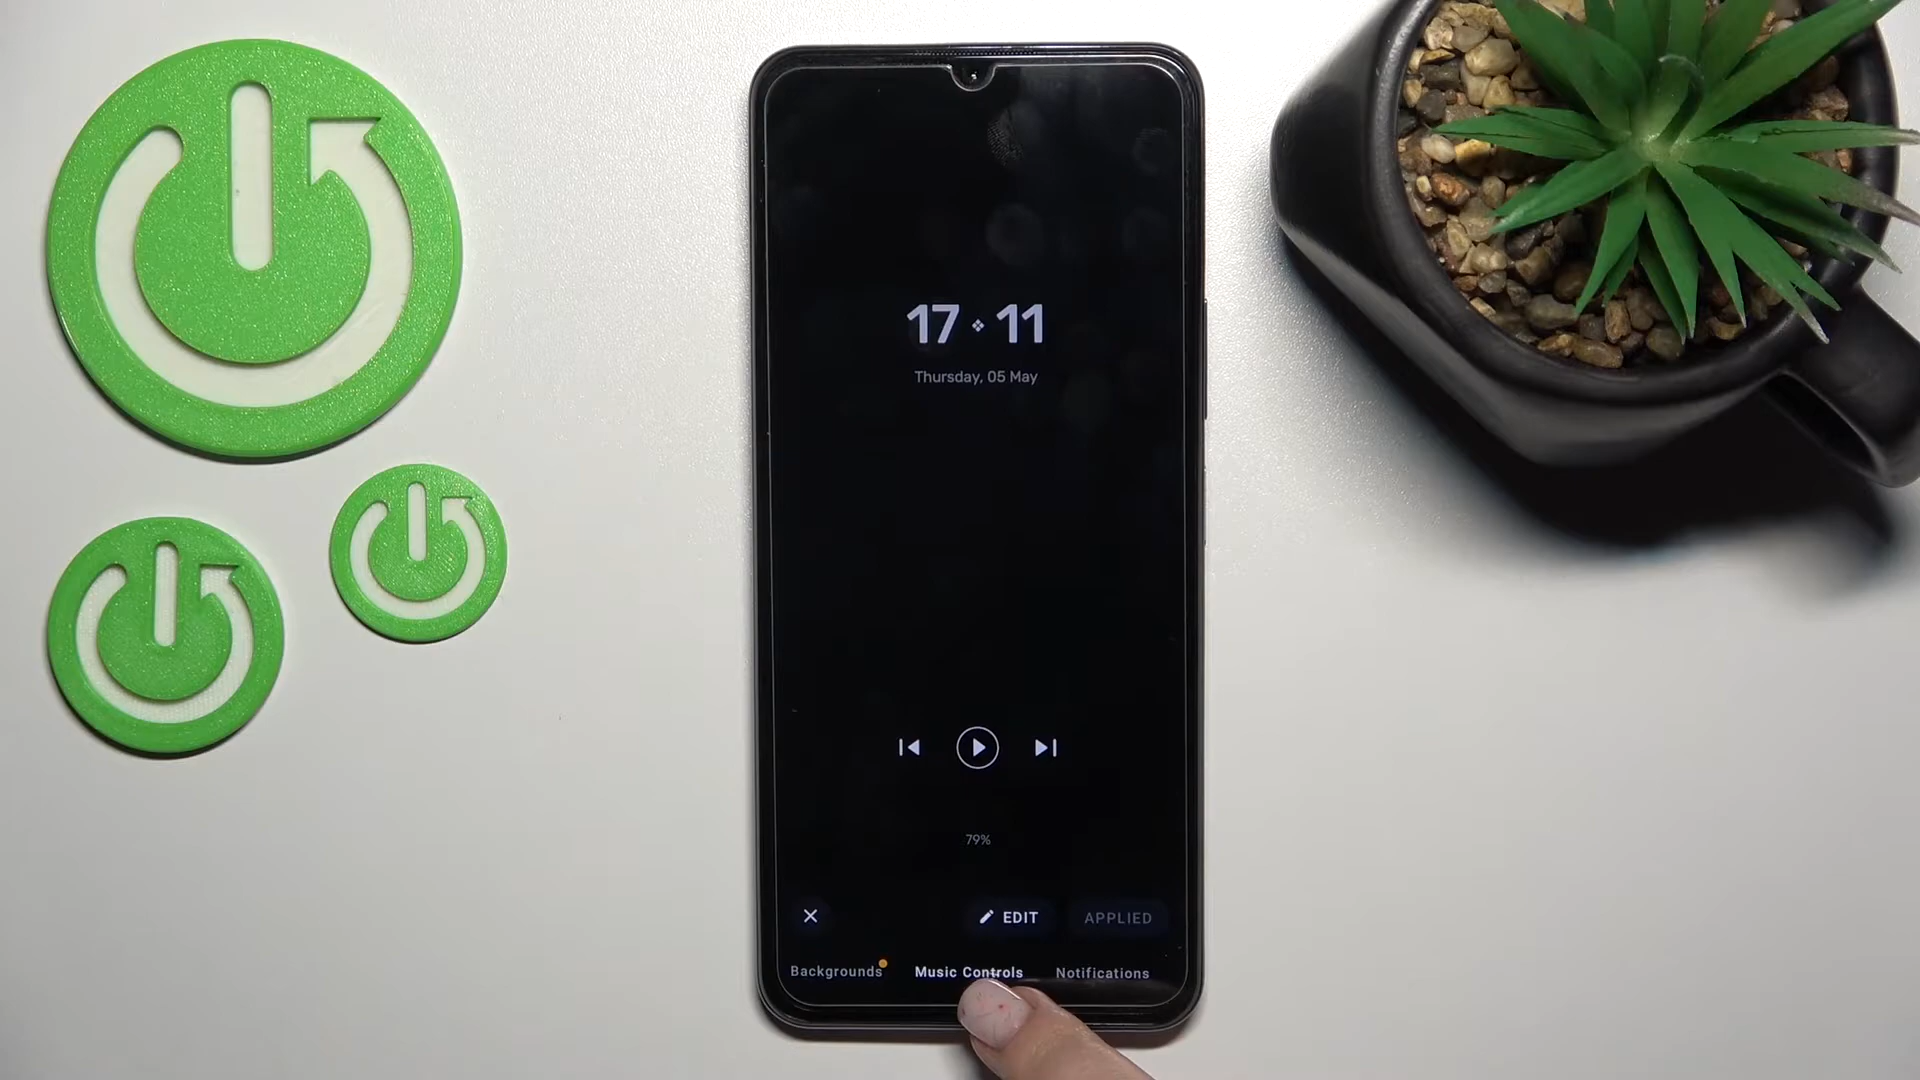 17 11
Thursday, 05 May
79%
EDIT APPLIED
Backgrounds Music Controls Notifications